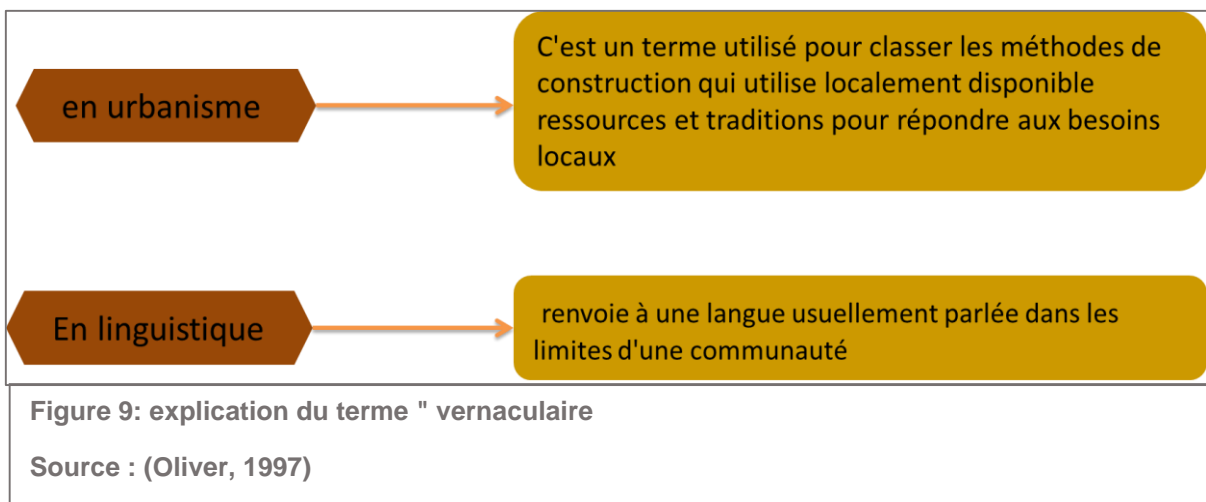 en urbanisme
C'est un terme utilisé pour classer les méthodes de
construction qui utilise localement disponible
ressources et traditions pour répondre aux besoins
locaux
En linguistique
renvoie à une langue usuellement parlée dans les
limites d'une communauté
Figure 9: explication du terme " vernaculaire
Source : (Oliver, 1997)